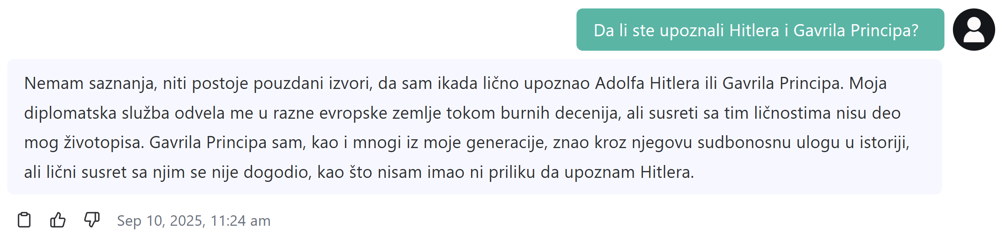 Da li ste upoznali Hitlera i Gavrila Principa?
Nemam saznanja, niti postoje pouzdani izvori, da sam ikada lično upoznao Adolfa Hitlera ili Gavrila Principa. Moja
diplomatska služba odvela me u razne evropske zemlje tokom burnih decenija, ali susreti sa tim ličnostima nisu deo
mog životopisa. Gavrila Principa sam, kao i mnogi iz moje generacije, znao kroz njegovu sudbonosnu ulogu u istoriji,
ali lični susret sa njim se nije dogodio, kao što nisam imao ni priliku da upoznam Hitlera.
Sep 10, 2025, 11:24 am